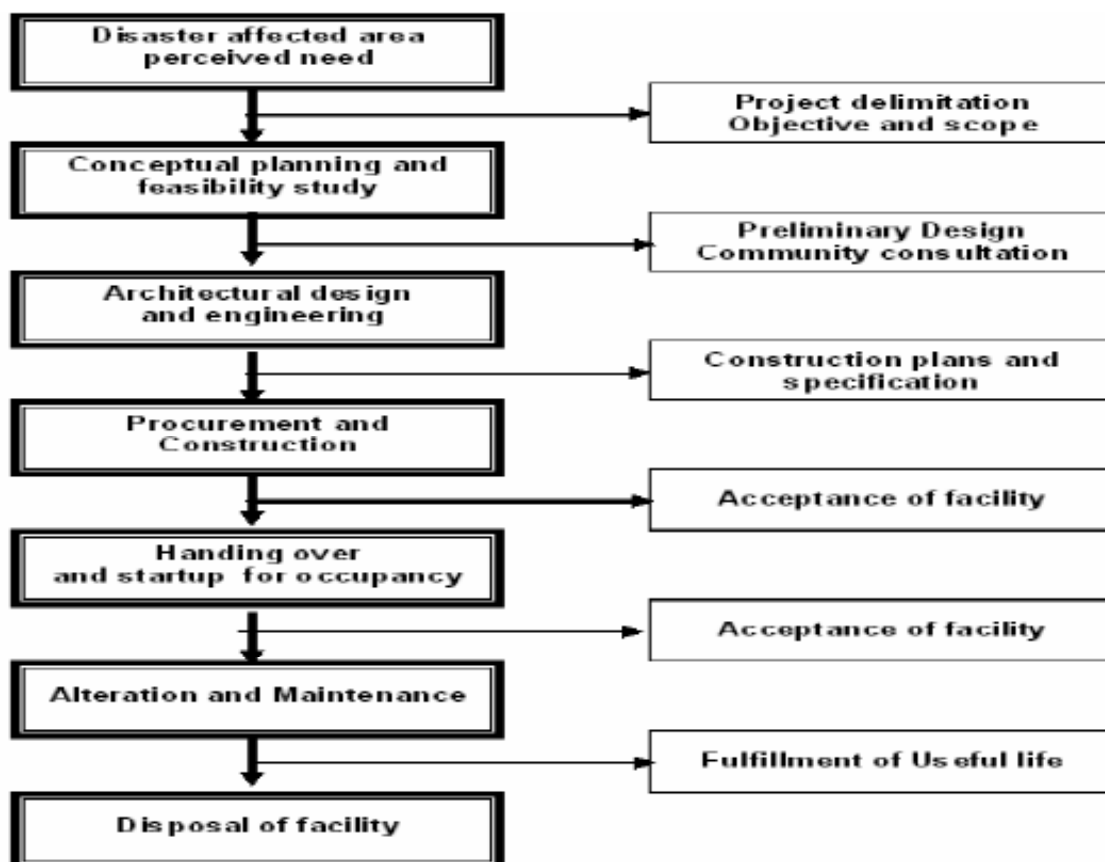 Disaster affected area
perceived need
Project delimitation
Objective and scope
Conceptual planning and
feasibility study
Preliminary Design
Community consultation
Architectural design
and engineering
Construction plans and
specification
Procurement and
Construction
Acceptance of facility
Handing over
and startup for occupancy
Acceptance of facility
Alteration and Maintenance
Fulfillment of Useful life
Disposal of facility